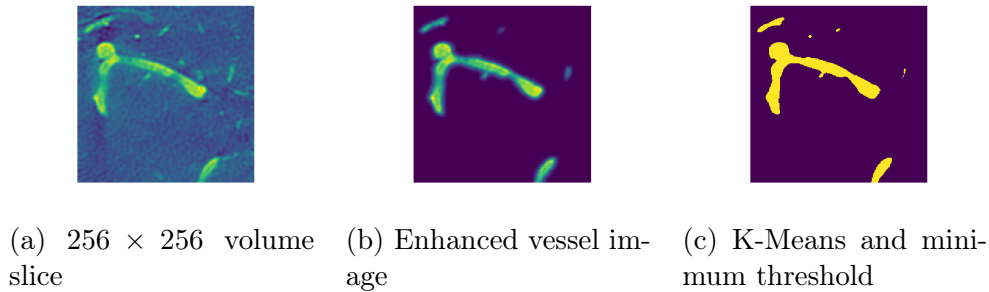 (a) 256 × 256 volume
slice
(b) Enhanced vessel im-
age
(c) K-Means and mini-
mum threshold